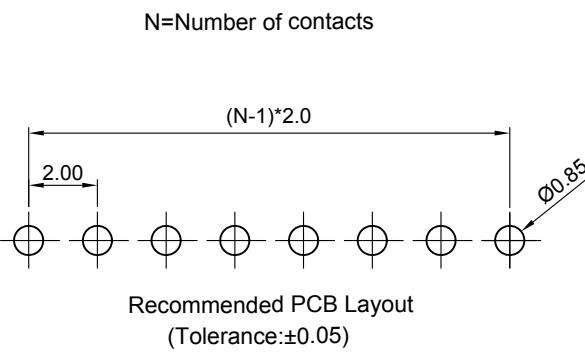 N=Number of contacts
(N-1)*2.0
2.00
Ø0.85
Recommended PCB Layout
(Tolerance:±0.05)